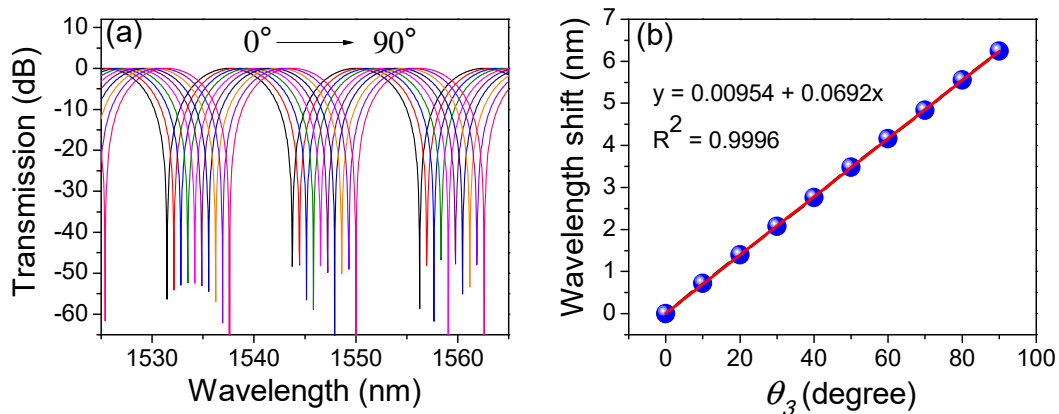 (a)
0° 90°
Transmission (dB)
10
0
-10
-20
-30
-40
-50
-60
1530 1540 1550 1560
Wavelength (nm)
(b)
y = 0.00954 + 0.0692x
R² = 0.9996
Wavelength shift (nm)
7
6
5
4
3
2
1
0
0 20 40 60 80 100
θ₃ (degree)